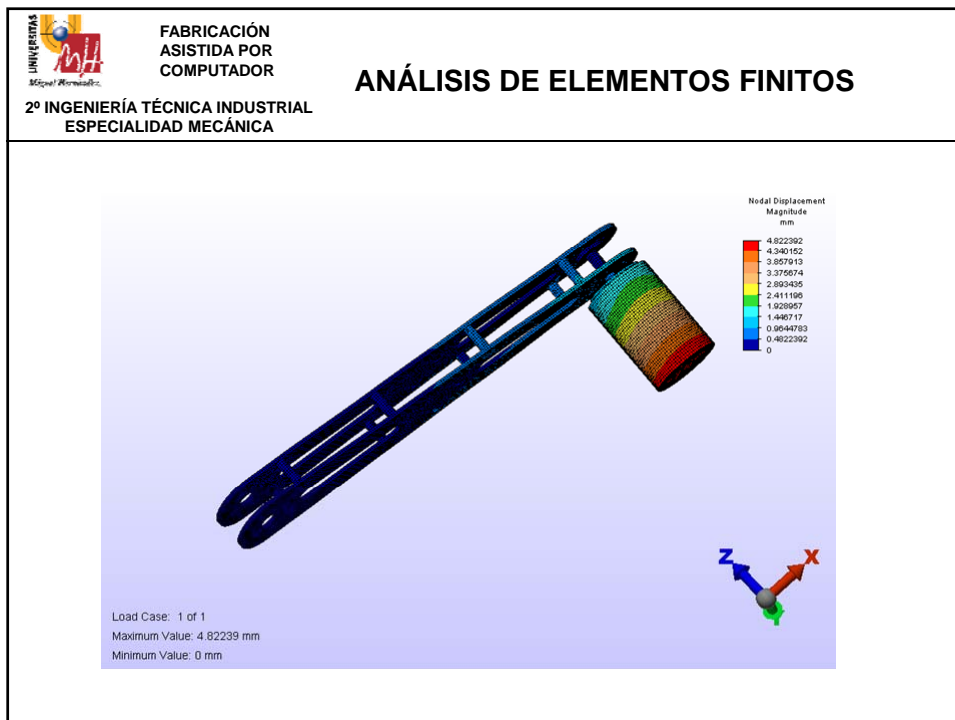 UNIVERSITAS
Miguel Hernández
FABRICACIÓN
ASISTIDA POR
COMPUTADOR
2º INGENIERÍA TÉCNICA INDUSTRIAL
ESPECIALIDAD MECÁNICA
ANÁLISIS DE ELEMENTOS FINITOS
Nodal Displacement
Magnitude
mm
4.822392
4.340152
3.857913
3.375674
2.893435
2.411196
1.928957
1.446717
0.9644783
0.4822392
0
Z
X
Y
Load Case: 1 of 1
Maximum Value: 4.82239 mm
Minimum Value: 0 mm